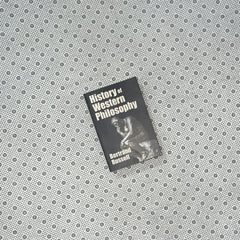 History of
Western
Philosophy
Bertrand
Russell